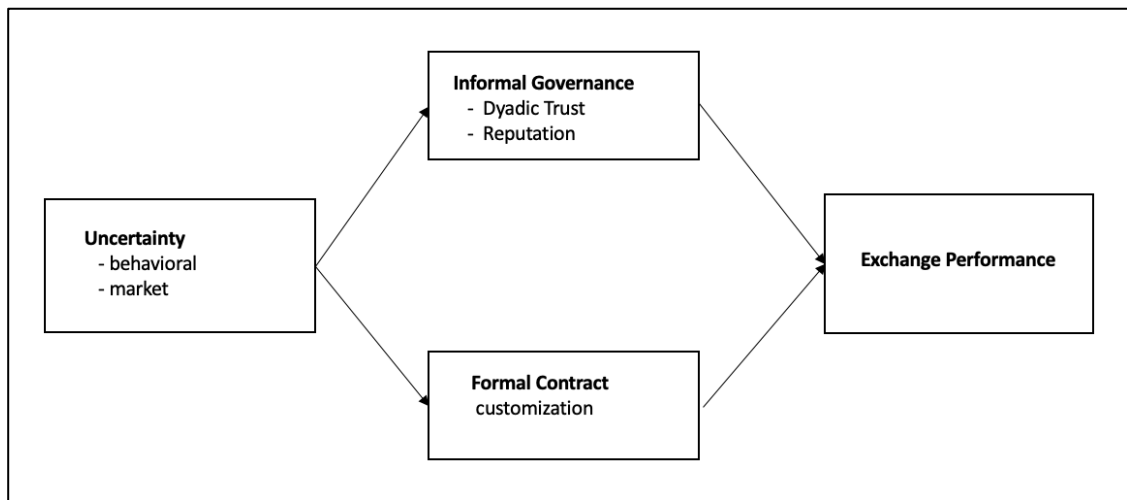 Informal Governance
- Dyadic Trust
- Reputation
Uncertainty
- behavioral
- market
Exchange Performance
Formal Contract
customization